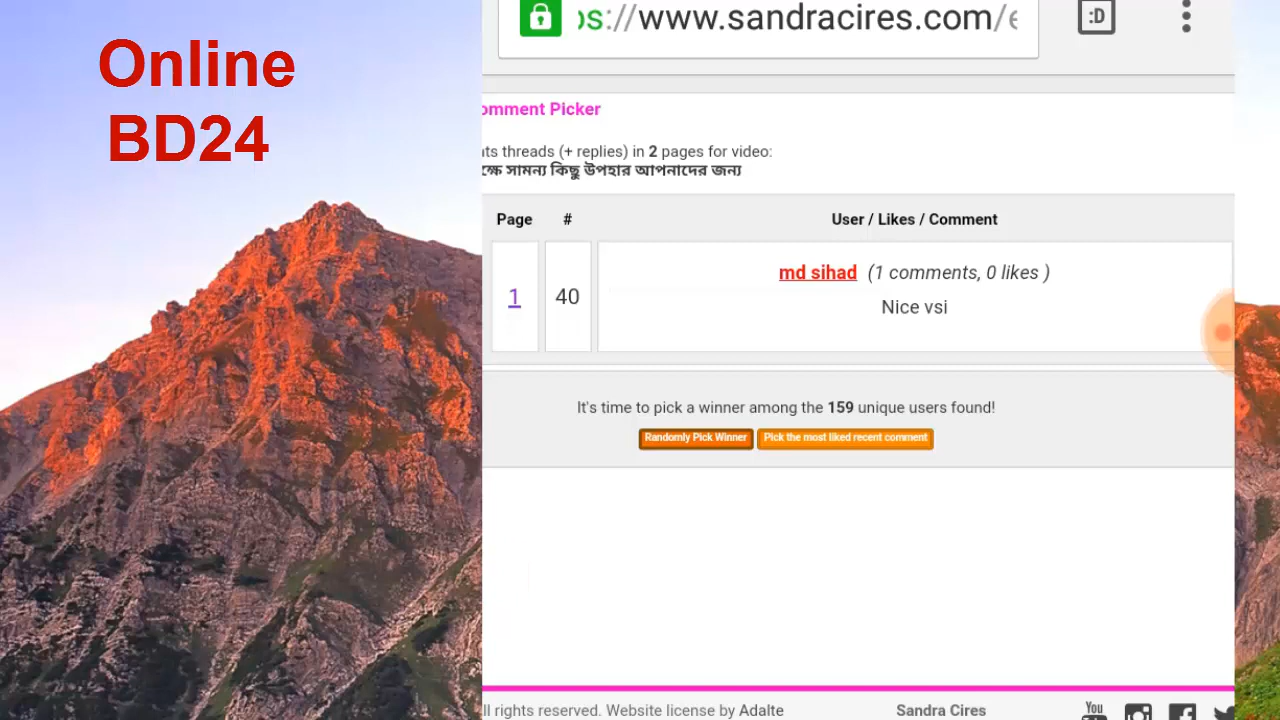 Online
BD24
ps://www.sandracires.com/e
:D
omment Picker
nts threads (+ replies) in 2 pages for video:
ক্ষে সামন্য কিছু উপহার আপনাদের জন্য
Page # User / Likes / Comment
1 40 md sihad (1 comments, 0 likes )
Nice vsi
It's time to pick a winner among the 159 unique users found!
Randomly Pick Winner Pick the most liked recent comment
ll rights reserved. Website license by Adalte Sandra Cires
You